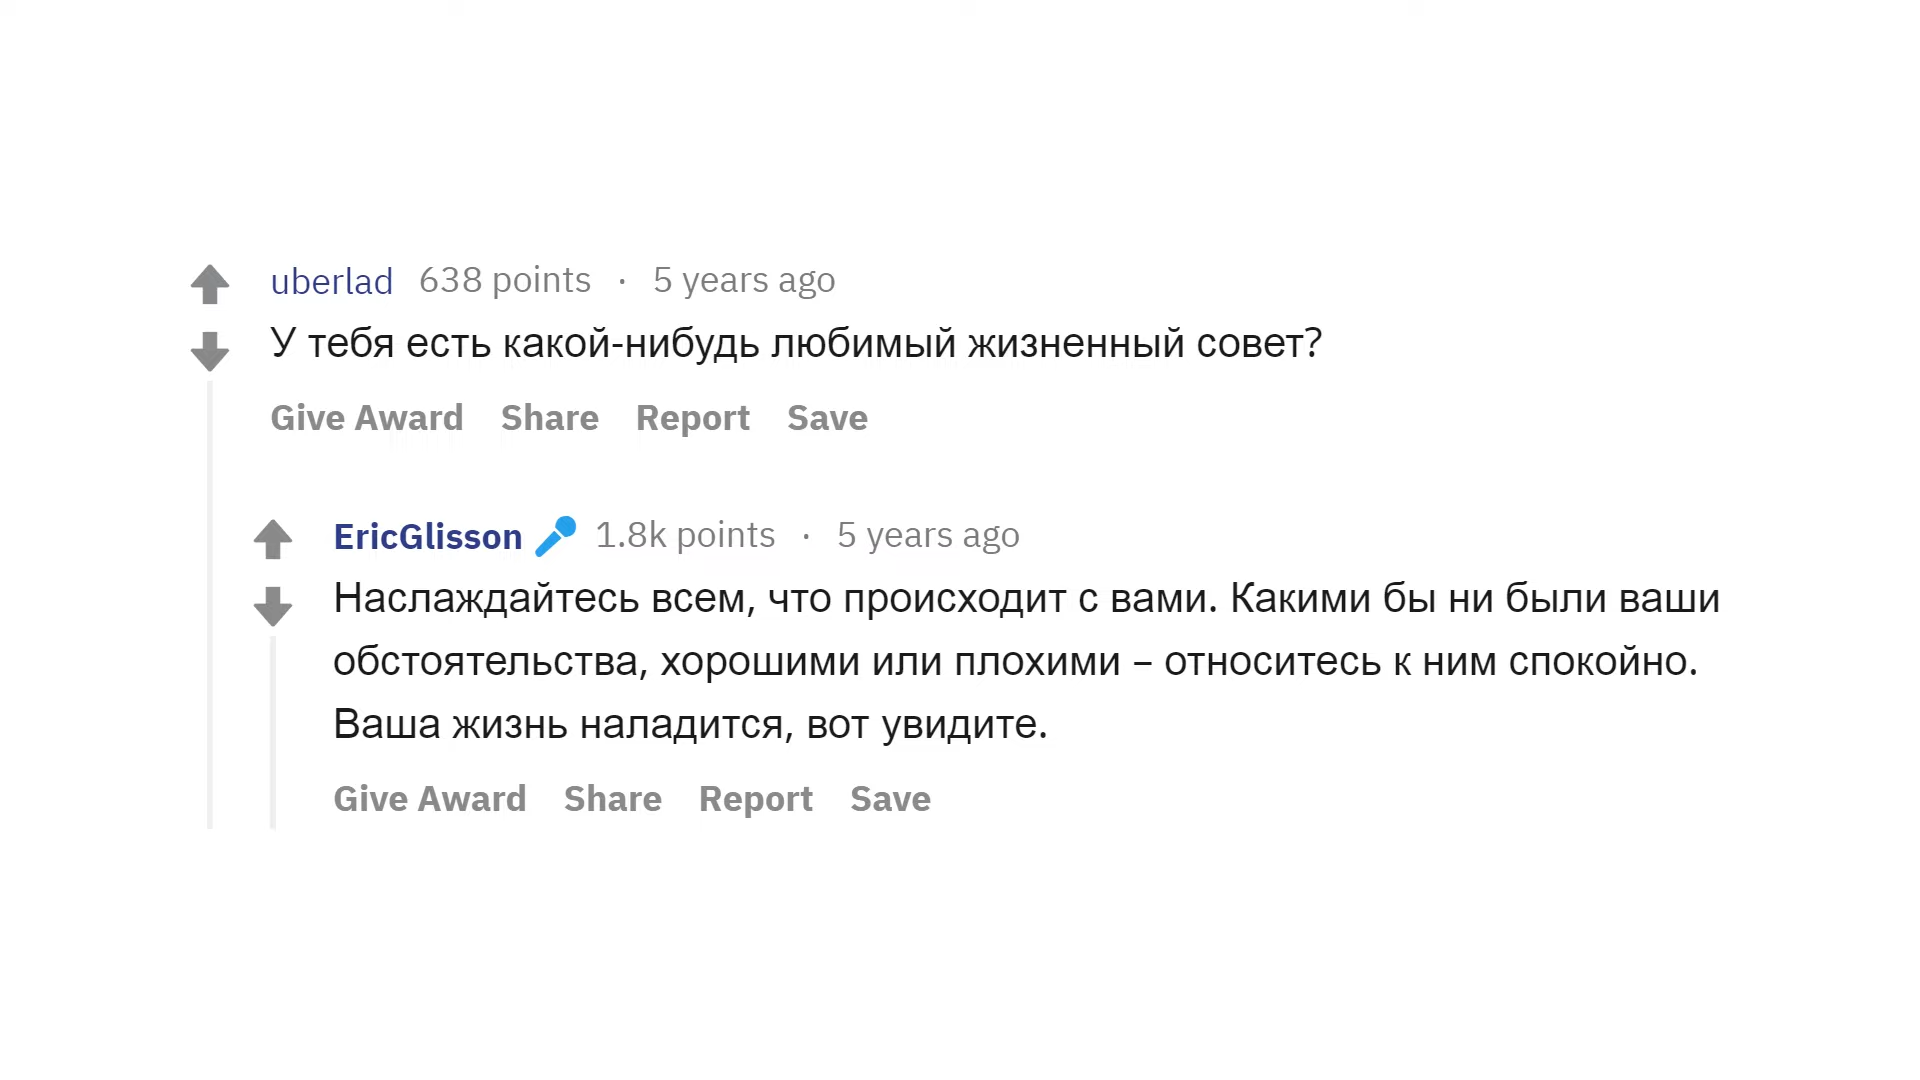 uberlad 638 points · 5 years ago
У тебя есть какой-нибудь любимый жизненный совет?
Give Award Share Report Save
EricGlisson 1.8k points · 5 years ago
Наслаждайтесь всем, что происходит с вами. Какими бы ни были ваши
обстоятельства, хорошими или плохими – относитесь к ним спокойно.
Ваша жизнь наладится, вот увидите.
Give Award Share Report Save